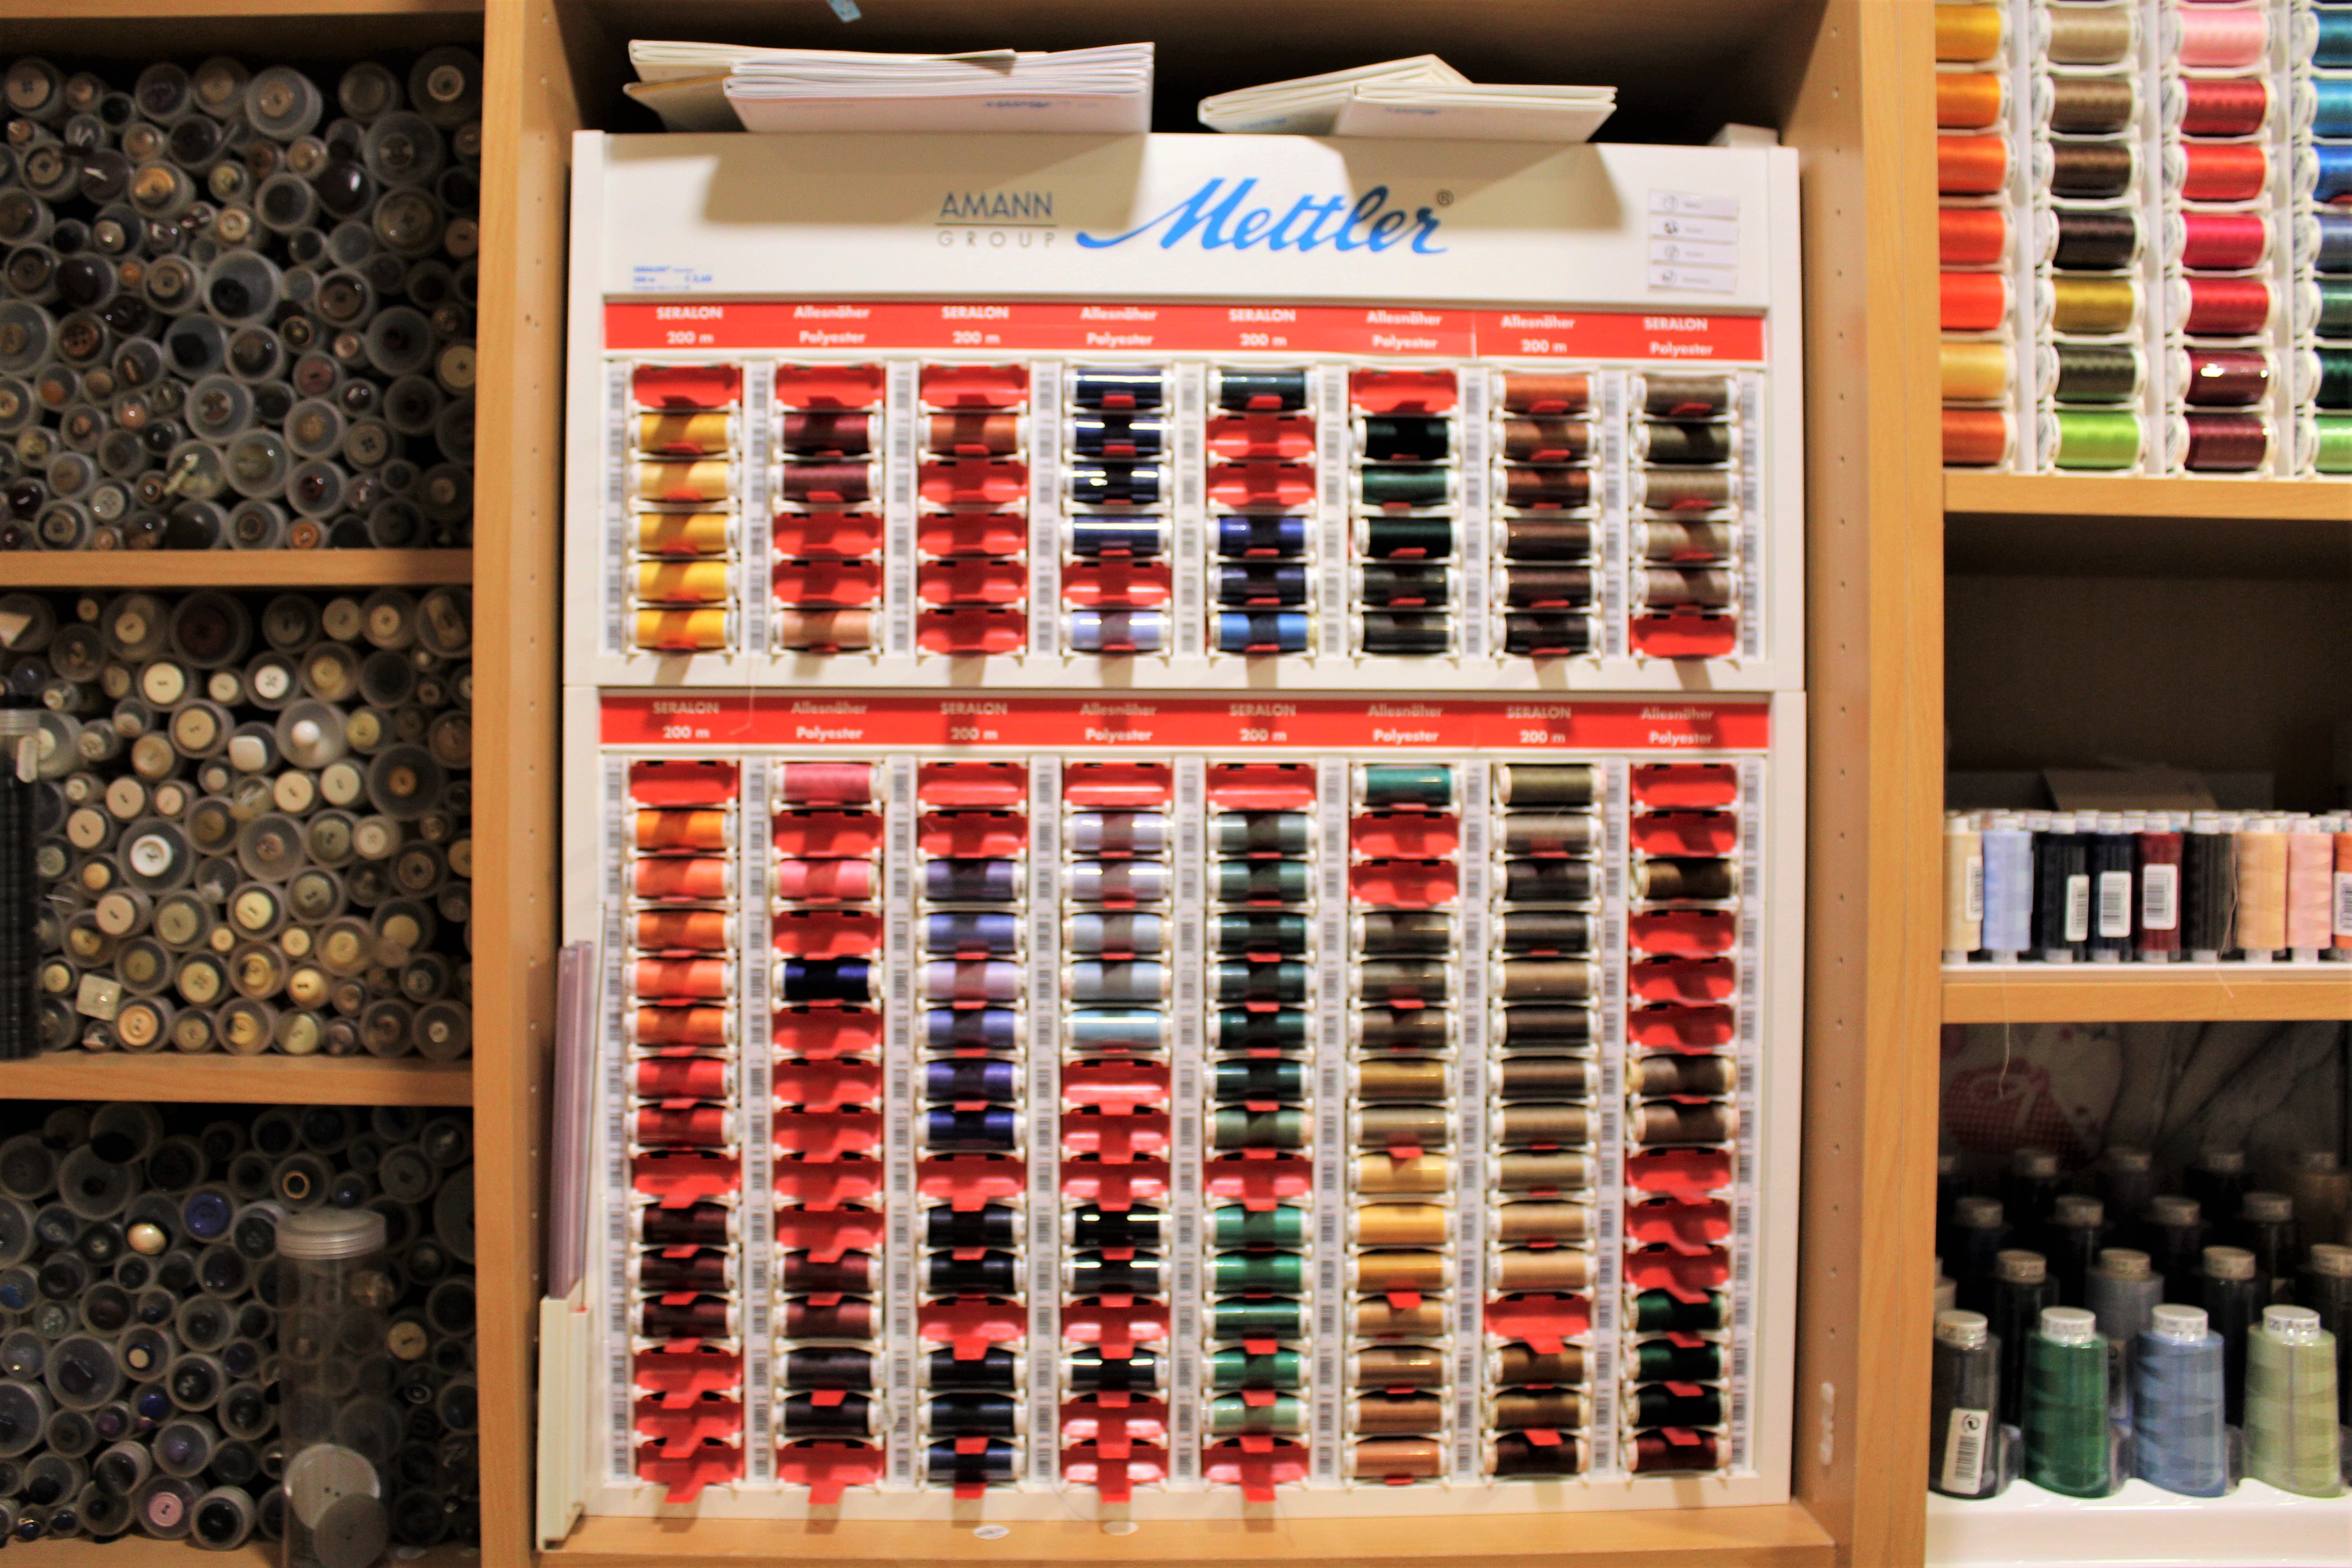 AMANN
GROUP
Mettler®
SERALON Allesnäher SERALON Allesnäher SERALON Allesnäher Allesnäher SERALON
200 m Polyester 200 m Polyester 200 m Polyester 200 m Polyester
SERALON Allesnäher SERALON Allesnäher SERALON Allesnäher SERALON Allesnäher
200 m Polyester 200 m Polyester 200 m Polyester 200 m Polyester